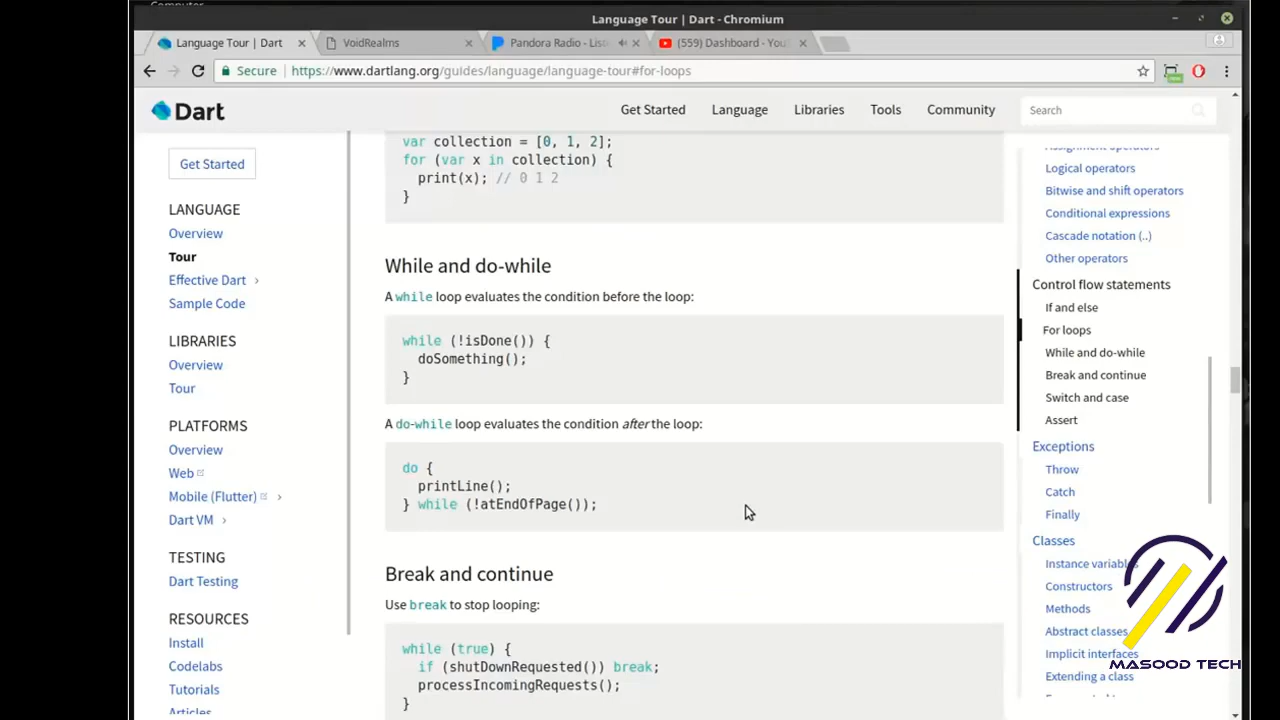 Language Tour | Dart - Chromium
Language Tour | Dart
VoidRealms
Pandora Radio - Liste
(559) Dashboard - You
Secure
https://www.dartlang.org/guides/language/language-tour#for-loops
Dart
Get Started
Language
Libraries
Tools
Community
Search
Get Started
LANGUAGE
Overview
Tour
Effective Dart
Sample Code
LIBRARIES
Overview
Tour
PLATFORMS
Overview
Web
Mobile (Flutter)
Dart VM
TESTING
Dart Testing
RESOURCES
Install
Codelabs
Tutorials
Articles
var collection = [0, 1, 2];
for (var x in collection) {
print(x); // 0 1 2
}
While and do-while
A while loop evaluates the condition before the loop:
while (!isDone()) {
doSomething();
}
A do-while loop evaluates the condition after the loop:
do {
printLine();
} while (!atEndOfPage());
Break and continue
Use break to stop looping:
while (true) {
if (shutDownRequested()) break;
processIncomingRequests();
}
Assignment operators
Logical operators
Bitwise and shift operators
Conditional expressions
Cascade notation (..)
Other operators
Control flow statements
If and else
For loops
While and do-while
Break and continue
Switch and case
Assert
Exceptions
Throw
Catch
Finally
Classes
Instance variables
Constructors
Methods
Abstract classes
Implicit interfaces
Extending a class
MASOOD TECH